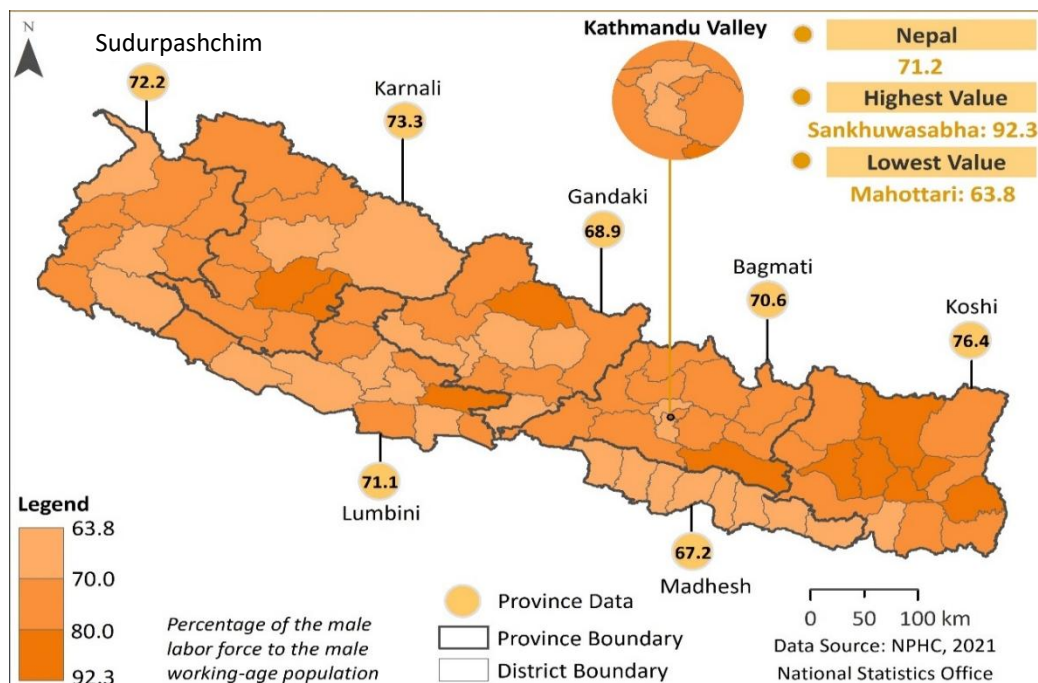 N
Sudurpashchim
72.2
Karnali
73.3
Kathmandu Valley
Gandaki
68.9
Bagmati
70.6
Koshi
76.4
Nepal
71.2
Highest Value
Sankhuwasabha: 92.3
Lowest Value
Mahottari: 63.8
71.1
Lumbini
67.2
Madhesh
Legend
63.8
70.0
80.0
92.3
Percentage of the male
labor force to the male
working-age population
Province Data
Province Boundary
District Boundary
0 50 100 km
Data Source: NPHC, 2021
National Statistics Office